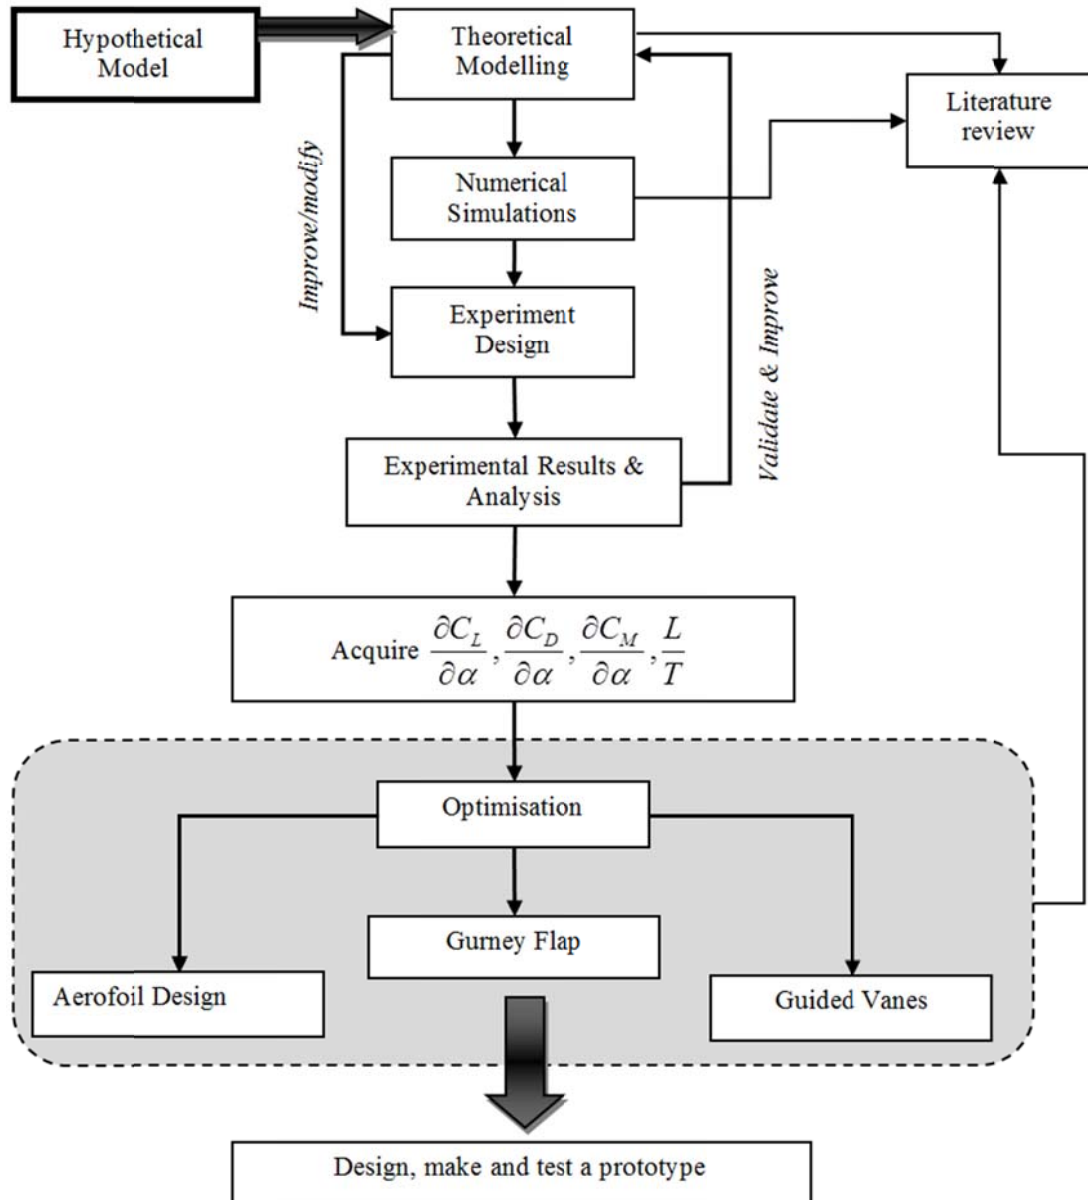 Hypothetical
Model
Theoretical
Modelling
Literature
review
Improve/modify
Numerical
Simulations
Experiment
Design
Validate & Improve
Experimental Results &
Analysis
Acquire ∂C_L/∂α, ∂C_D/∂α, ∂C_M/∂α, L/T
Optimisation
Gurney Flap
Aerofoil Design
Guided Vanes
Design, make and test a prototype